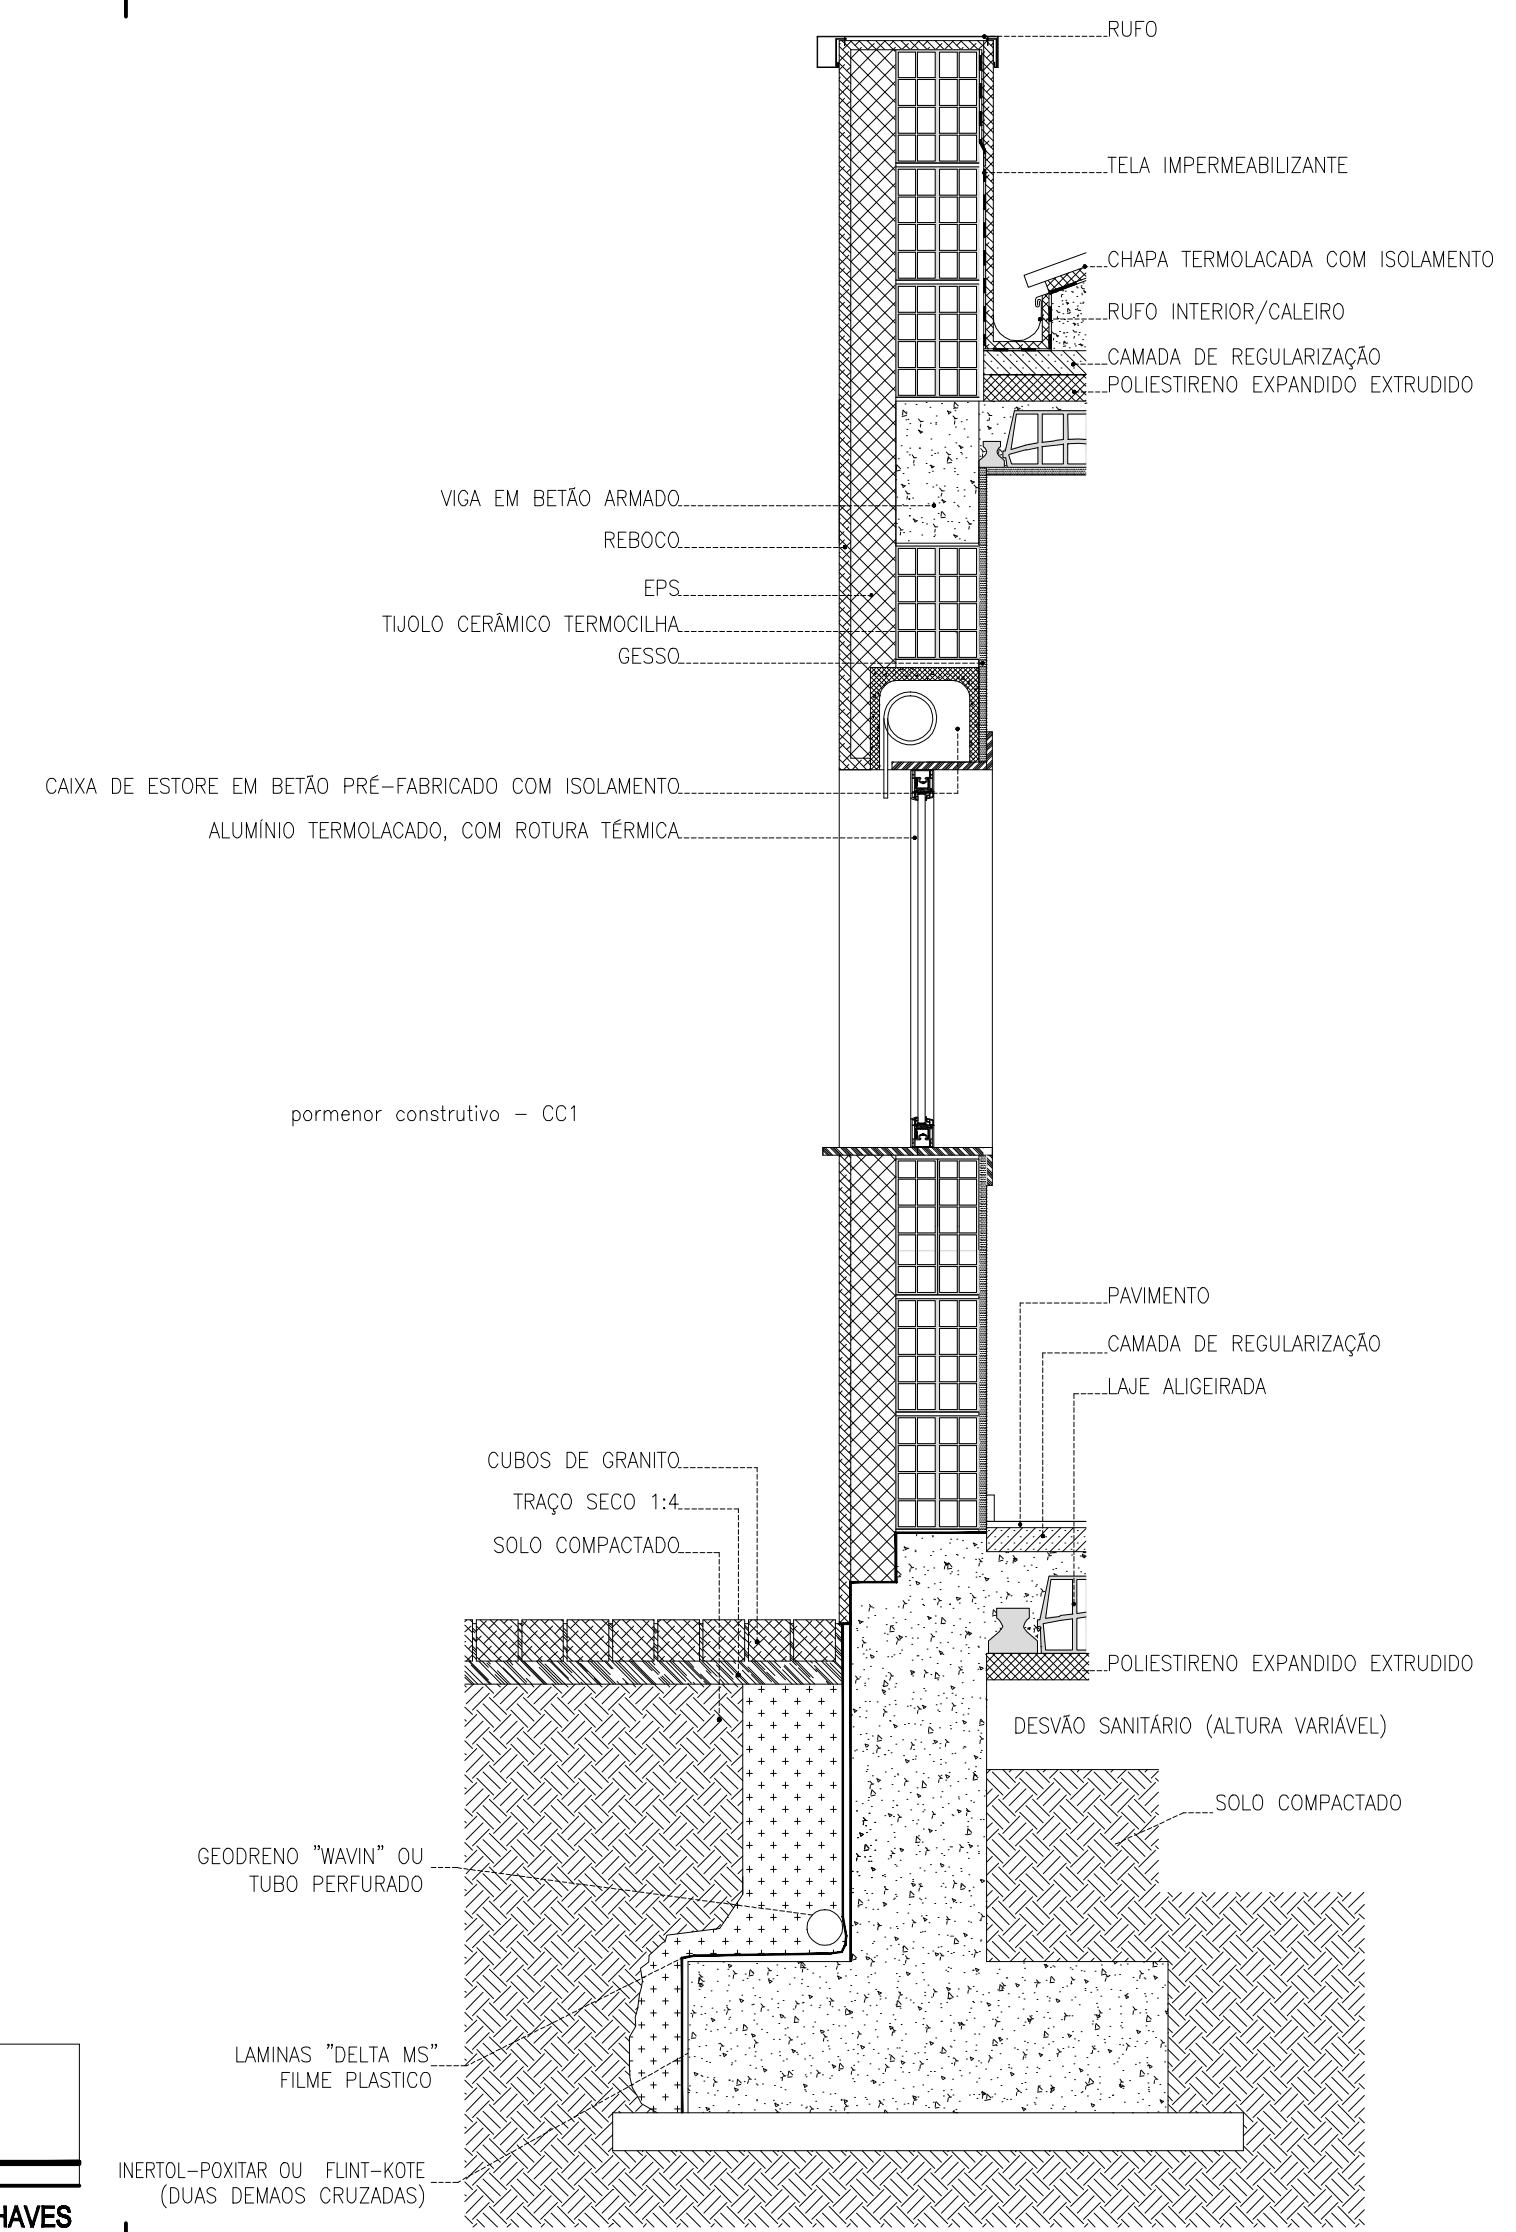 RUFO
TELA IMPERMEABILIZANTE
CHAPA TERMOLACADA COM ISOLAMENTO
RUFO INTERIOR/CALEIRO
CAMADA DE REGULARIZAÇÃO
POLIESTIRENO EXPANDIDO EXTRUDIDO
VIGA EM BETÃO ARMADO
REBOCO
EPS
TIJOLO CERÂMICO TERMOCILHA
GESSO
CAIXA DE ESTORE EM BETÃO PRÉ-FABRICADO COM ISOLAMENTO
ALUMÍNIO TERMOLACADO, COM ROTURA TÉRMICA
pormenor construtivo - CC1
PAVIMENTO
CAMADA DE REGULARIZAÇÃO
LAJE ALIGEIRADA
CUBOS DE GRANITO
TRAÇO SECO 1:4
SOLO COMPACTADO
POLIESTIRENO EXPANDIDO EXTRUDIDO
DESVÃO SANITÁRIO (ALTURA VARIÁVEL)
SOLO COMPACTADO
GEODRENO "WAVIN" OU
TUBO PERFURADO
LAMINAS "DELTA MS"
FILME PLASTICO
INERTOL-POXITAR OU FLINT-KOTE
(DUAS DEMAOS CRUZADAS)
HAVES